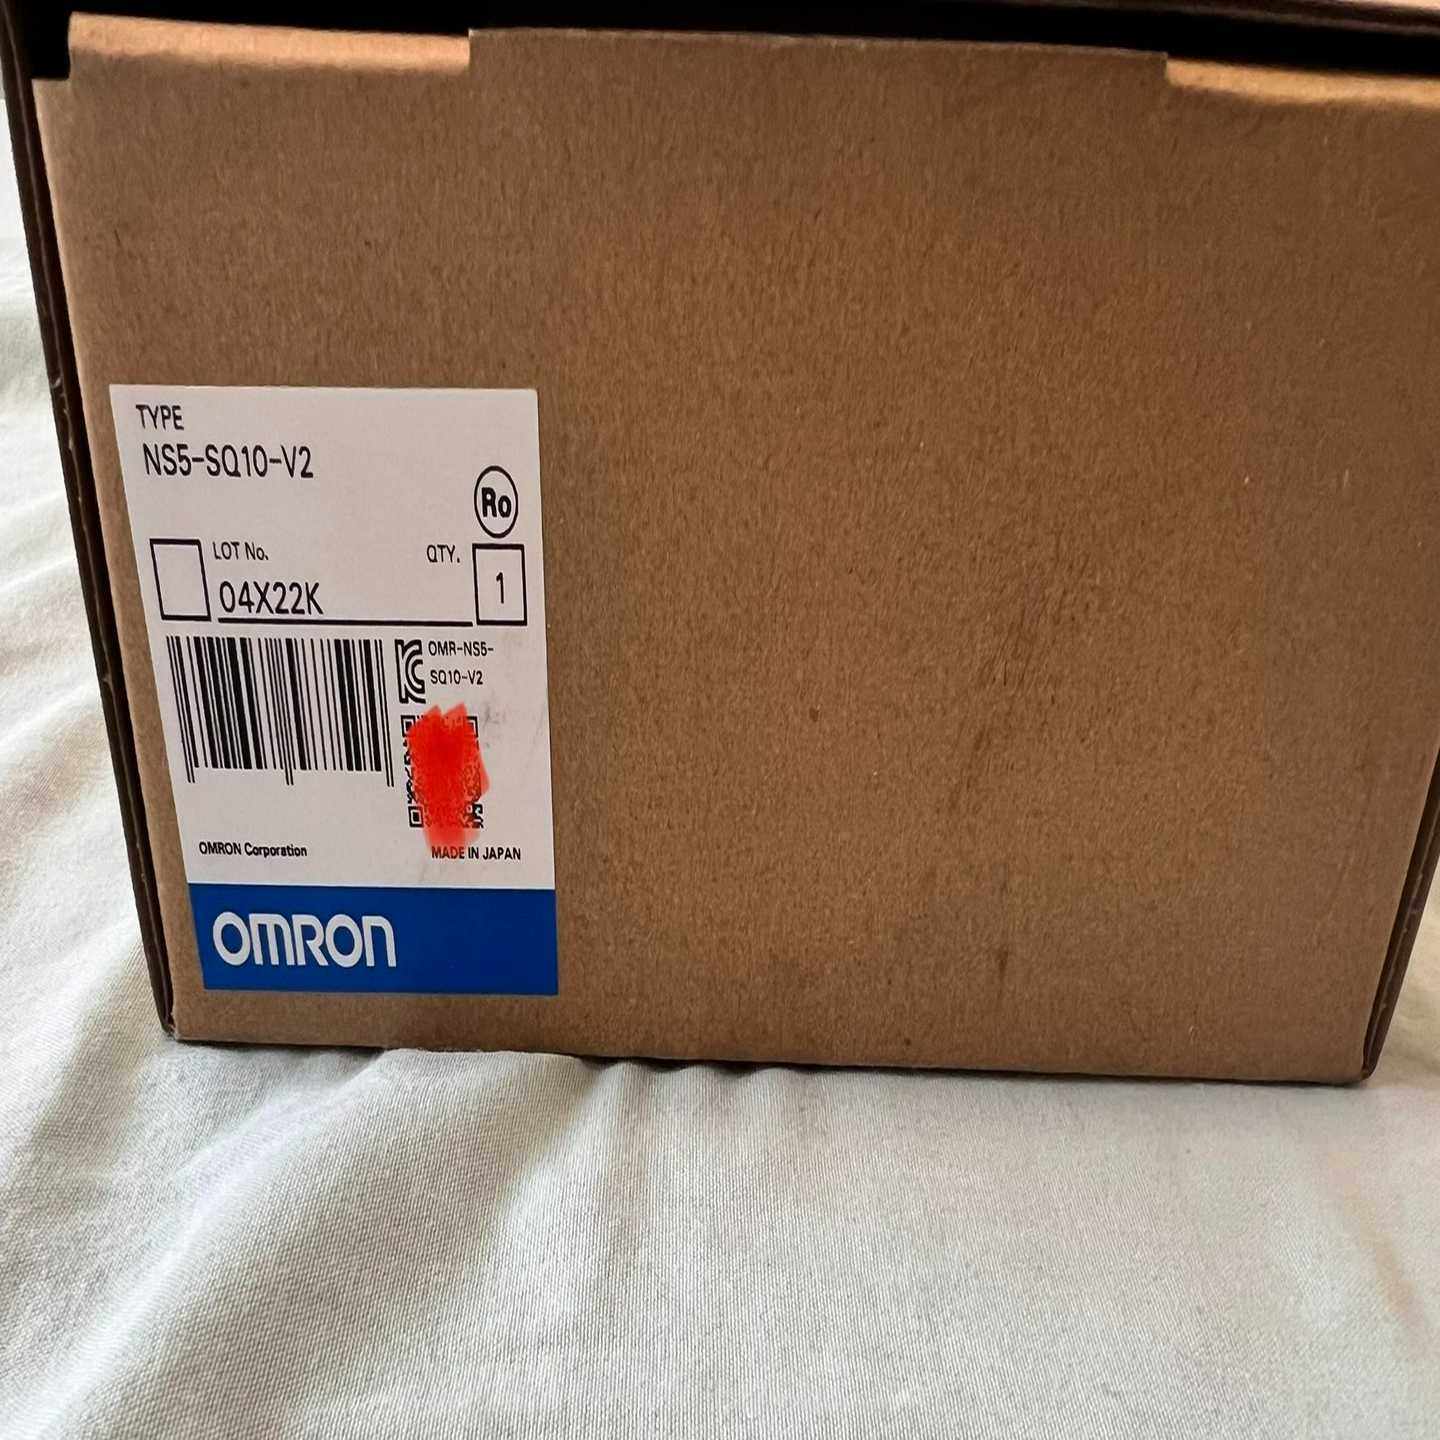 TYPE
NS5-SQ10-V2
Ro
LOT No.
QTY.
04X22K
1
OMR-NS5-
SQ10-V2
OMRON Corporation
MADE IN JAPAN
OMRON